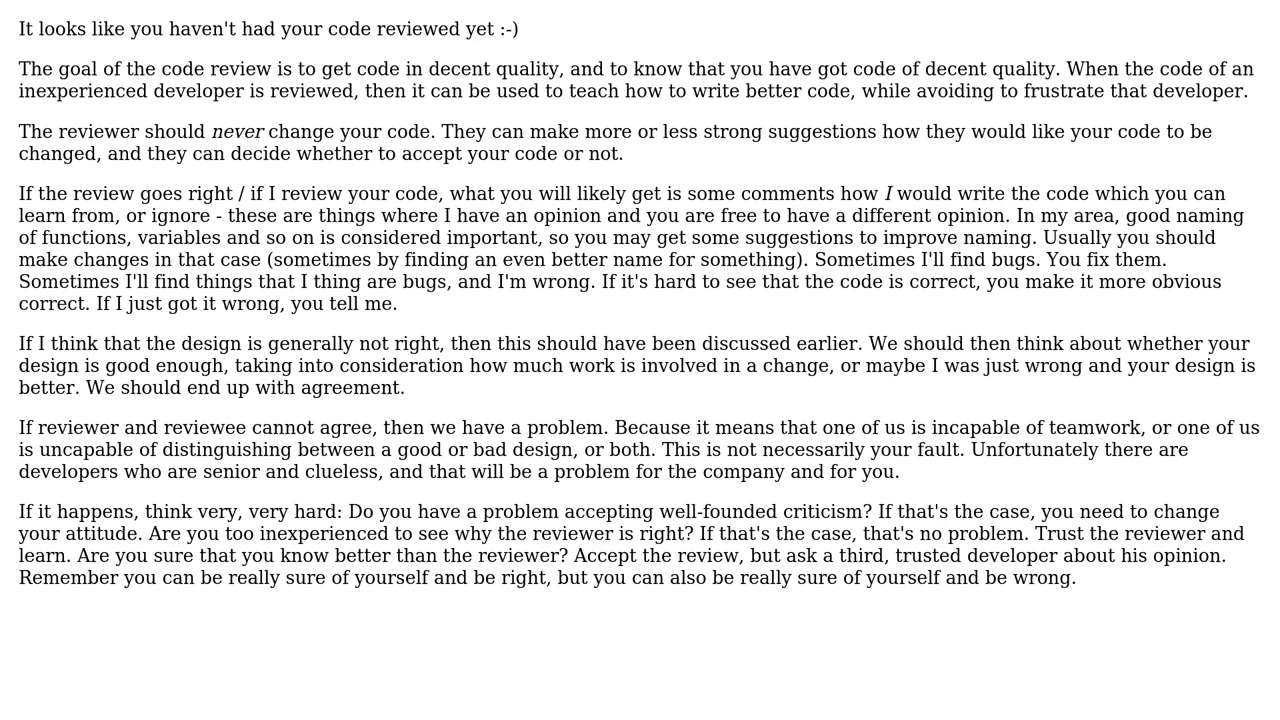 It looks like you haven't had your code reviewed yet :-)
The goal of the code review is to get code in decent quality, and to know that you have got code of decent quality. When the code of an
inexperienced developer is reviewed, then it can be used to teach how to write better code, while avoiding to frustrate that developer.
The reviewer should never change your code. They can make more or less strong suggestions how they would like your code to be
changed, and they can decide whether to accept your code or not.
If the review goes right / if I review your code, what you will likely get is some comments how I would write the code which you can
learn from, or ignore - these are things where I have an opinion and you are free to have a different opinion. In my area, good naming
of functions, variables and so on is considered important, so you may get some suggestions to improve naming. Usually you should
make changes in that case (sometimes by finding an even better name for something). Sometimes I'll find bugs. You fix them.
Sometimes I'll find things that I thing are bugs, and I'm wrong. If it's hard to see that the code is correct, you make it more obvious
correct. If I just got it wrong, you tell me.
If I think that the design is generally not right, then this should have been discussed earlier. We should then think about whether your
design is good enough, taking into consideration how much work is involved in a change, or maybe I was just wrong and your design is
better. We should end up with agreement.
If reviewer and reviewee cannot agree, then we have a problem. Because it means that one of us is incapable of teamwork, or one of us
is uncapable of distinguishing between a good or bad design, or both. This is not necessarily your fault. Unfortunately there are
developers who are senior and clueless, and that will be a problem for the company and for you.
If it happens, think very, very hard: Do you have a problem accepting well-founded criticism? If that's the case, you need to change
your attitude. Are you too inexperienced to see why the reviewer is right? If that's the case, that's no problem. Trust the reviewer and
learn. Are you sure that you know better than the reviewer? Accept the review, but ask a third, trusted developer about his opinion.
Remember you can be really sure of yourself and be right, but you can also be really sure of yourself and be wrong.